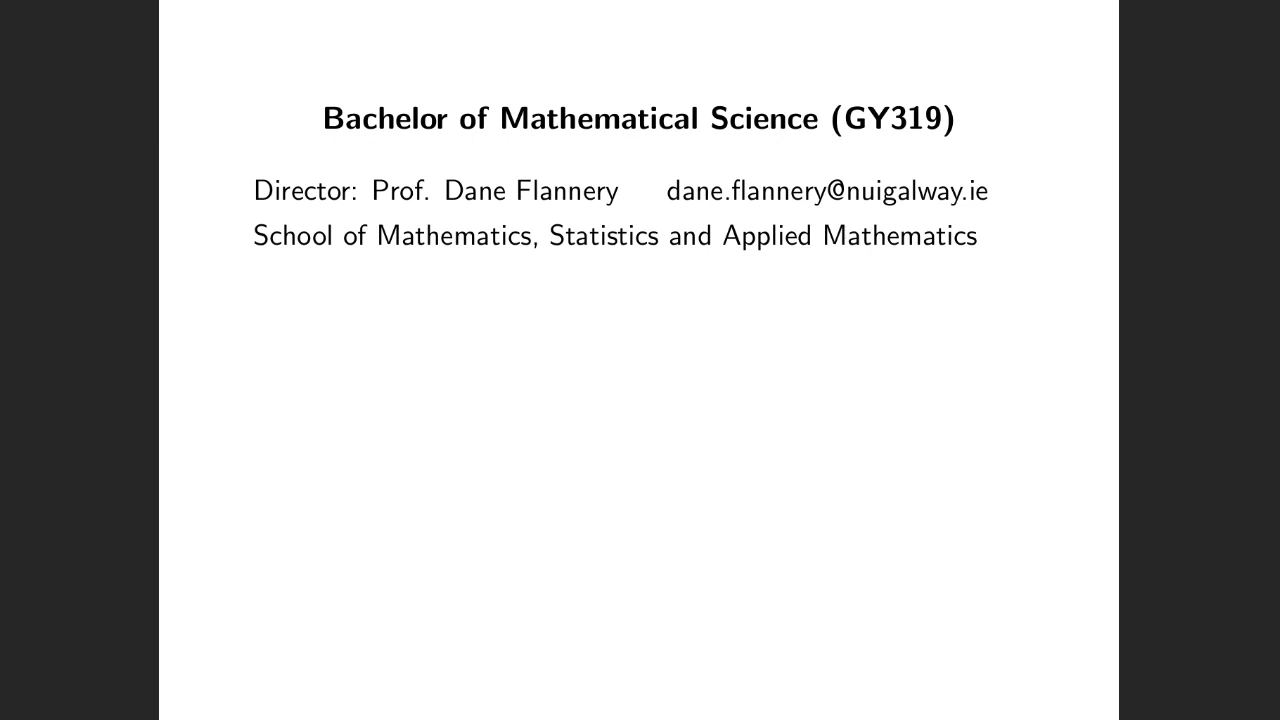 Bachelor of Mathematical Science (GY319)
Director: Prof. Dane Flannery dane.flannery@nuigalway.ie
School of Mathematics, Statistics and Applied Mathematics